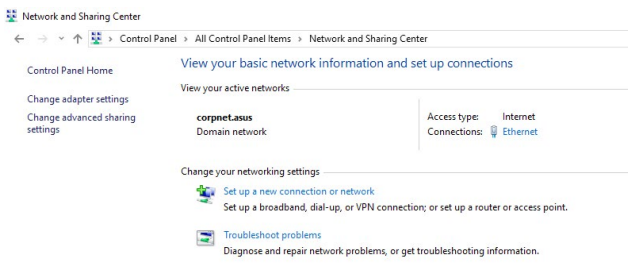 Network and Sharing Center
Control Panel > All Control Panel Items > Network and Sharing Center
Control Panel Home
Change adapter settings
Change advanced sharing
settings
View your basic network information and set up connections
View your active networks
corpnet.asus
Domain network
Access type: Internet
Connections: Ethernet
Change your networking settings
Set up a new connection or network
Set up a broadband, dial-up, or VPN connection; or set up a router or access point.
Troubleshoot problems
Diagnose and repair network problems, or get troubleshooting information.